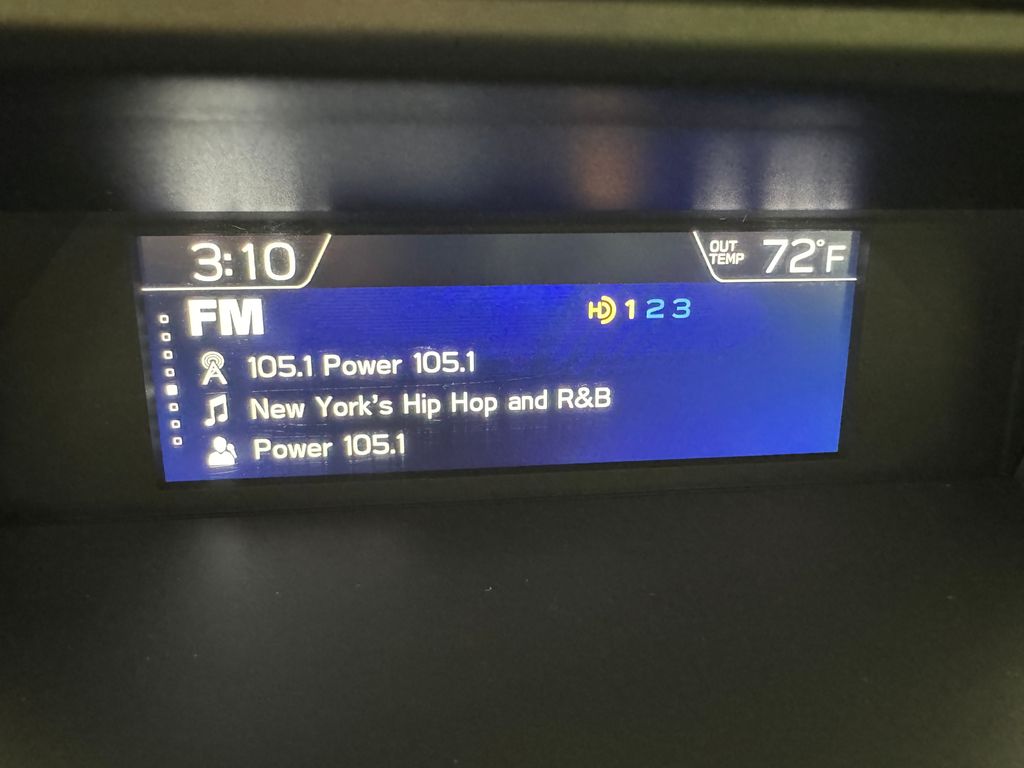 3:10
OUT TEMP 72°F
FM HD 1 2 3
105.1 Power 105.1
New York's Hip Hop and R&B
Power 105.1